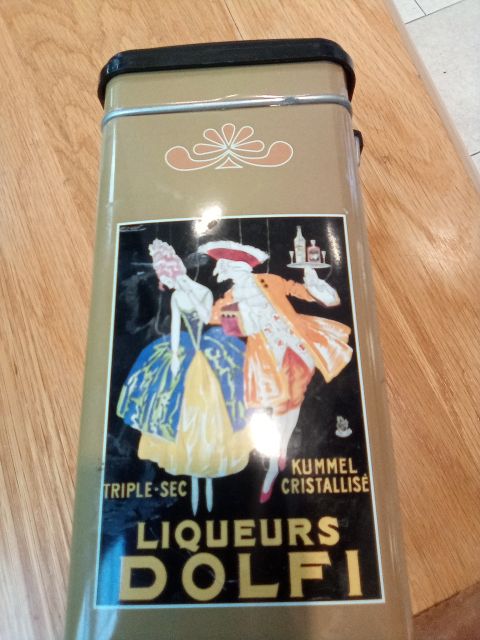 TRIPLE-SEC
KUMMEL
CRISTALLISÉ
LIQUEURS
DOLFI